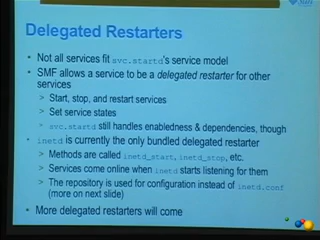 Sun
Delegated Restarters
• Not all services fit svc.startd's service model
• SMF allows a service to be a delegated restarter for other
services
> Start, stop, and restart services
> Set service states
* svc.startd still handles enabledness & dependencies, though
• inetd is currently the only bundled delegated restarter
> Methods are called inetd_start, inetd_stop, etc.
> Services come online when inetd starts listening for them
> The repository is used for configuration instead of inetd.conf
(more on next slide)
• More delegated restarters will come